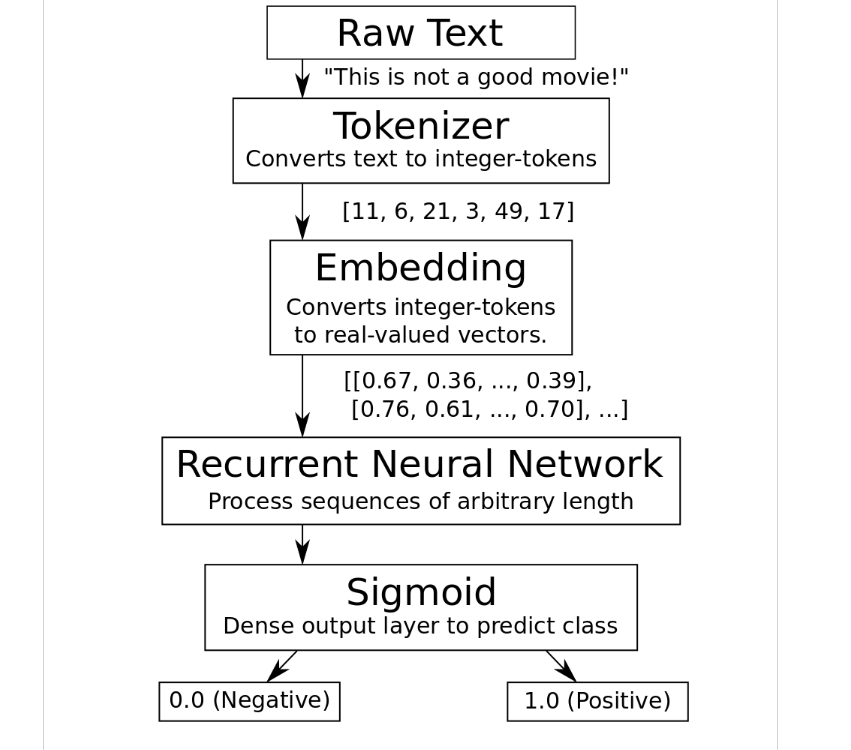 Raw Text
"This is not a good movie!"
Tokenizer
Converts text to integer-tokens
[11, 6, 21, 3, 49, 17]
Embedding
Converts integer-tokens
to real-valued vectors.
[[0.67, 0.36, ..., 0.39],
[0.76, 0.61, ..., 0.70], ...]
Recurrent Neural Network
Process sequences of arbitrary length
Sigmoid
Dense output layer to predict class
0.0 (Negative)
1.0 (Positive)